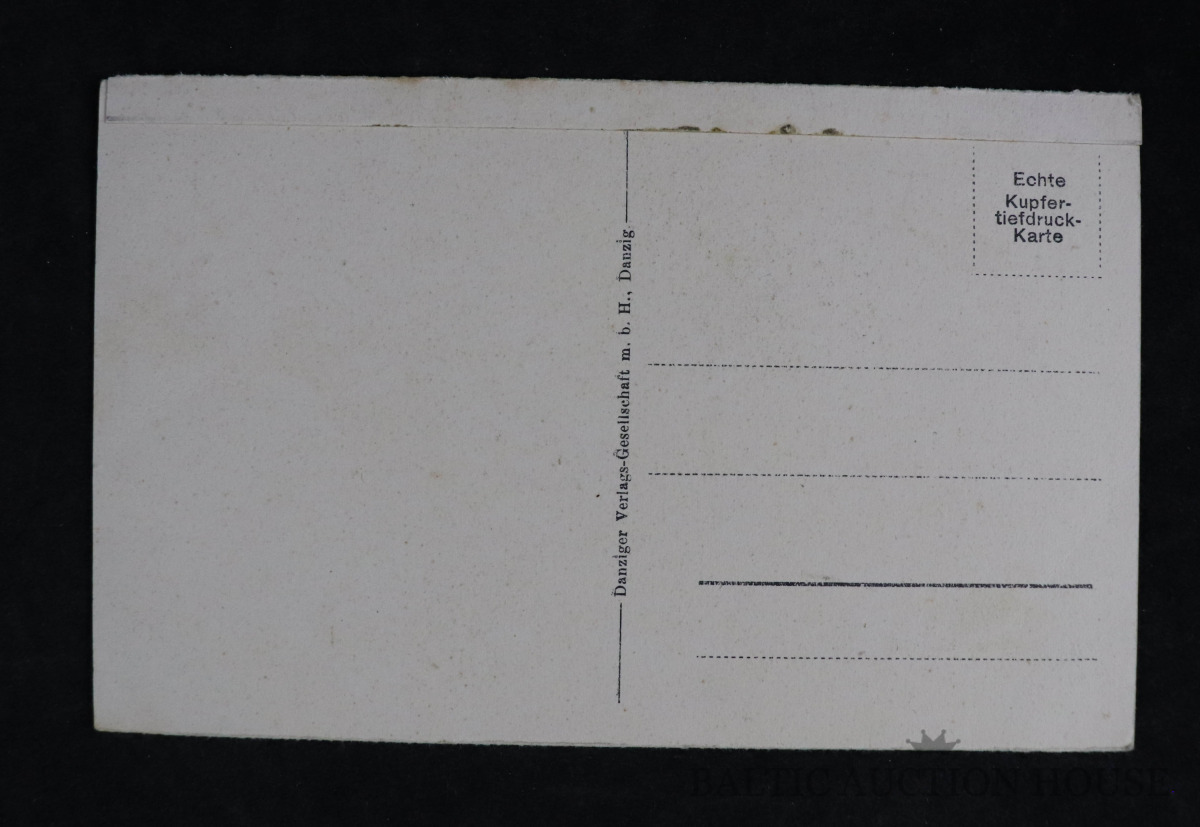 Echte
Kupfer-
tiefdruck-
Karte
Danziger Verlags-Gesellschaft m. b. H., Danzig.
BALTIC AUCTION HOUSE